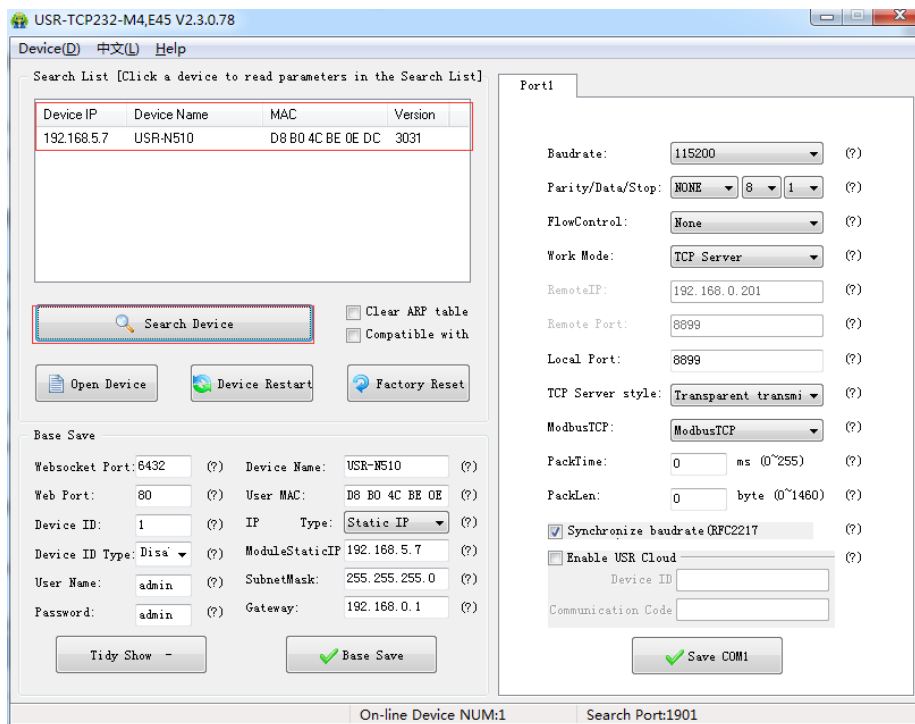 USR-TCP232-M4,E45 V2.3.0.78
Device(D) 中文(L) Help
Search List [Click a device to read parameters in the Search List]
Device IP Device Name MAC Version
192.168.5.7 USR-N510 D8 B0 4C BE 0E DC 3031
Search Device
Clear ARP table
Compatible with
Open Device
Device Restart
Factory Reset
Base Save
Websocket Port: 6432 (?) Device Name: USR-N510 (?)
Web Port: 80 (?) User MAC: D8 B0 4C BE 0E (?)
Device ID: 1 (?) IP Type: Static IP (?)
Device ID Type: Disa (?) ModuleStaticIP 192.168.5.7 (?)
User Name: admin (?) SubnetMask: 255.255.255.0 (?)
Password: admin (?) Gateway: 192.168.0.1 (?)
Tidy Show -
Base Save
Port1
Baudrate: 115200 (?)
Parity/Data/Stop: NONE 8 1 (?)
FlowControl: None (?)
Work Mode: TCP Server (?)
RemoteIP: 192.168.0.201 (?)
Remote Port: 8899 (?)
Local Port: 8899 (?)
TCP Server style: Transparent transmi (?)
ModbusTCP: ModbusTCP (?)
PackTime: 0 ms (0~255) (?)
PackLen: 0 byte (0~1460) (?)
Synchronize baudrate(RFC2217 (?)
Enable USR Cloud (?)
Device ID
Communication Code
Save COM1
On-line Device NUM:1 Search Port:1901